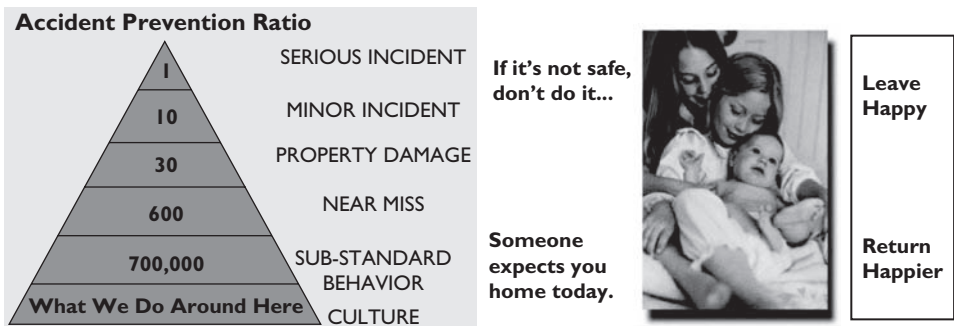 Accident Prevention Ratio
1 SERIOUS INCIDENT
10 MINOR INCIDENT
30 PROPERTY DAMAGE
600 NEAR MISS
700,000 SUB-STANDARD
BEHAVIOR
What We Do Around Here CULTURE
If it's not safe,
don't do it...
Someone
expects you
home today.
Leave
Happy
Return
Happier